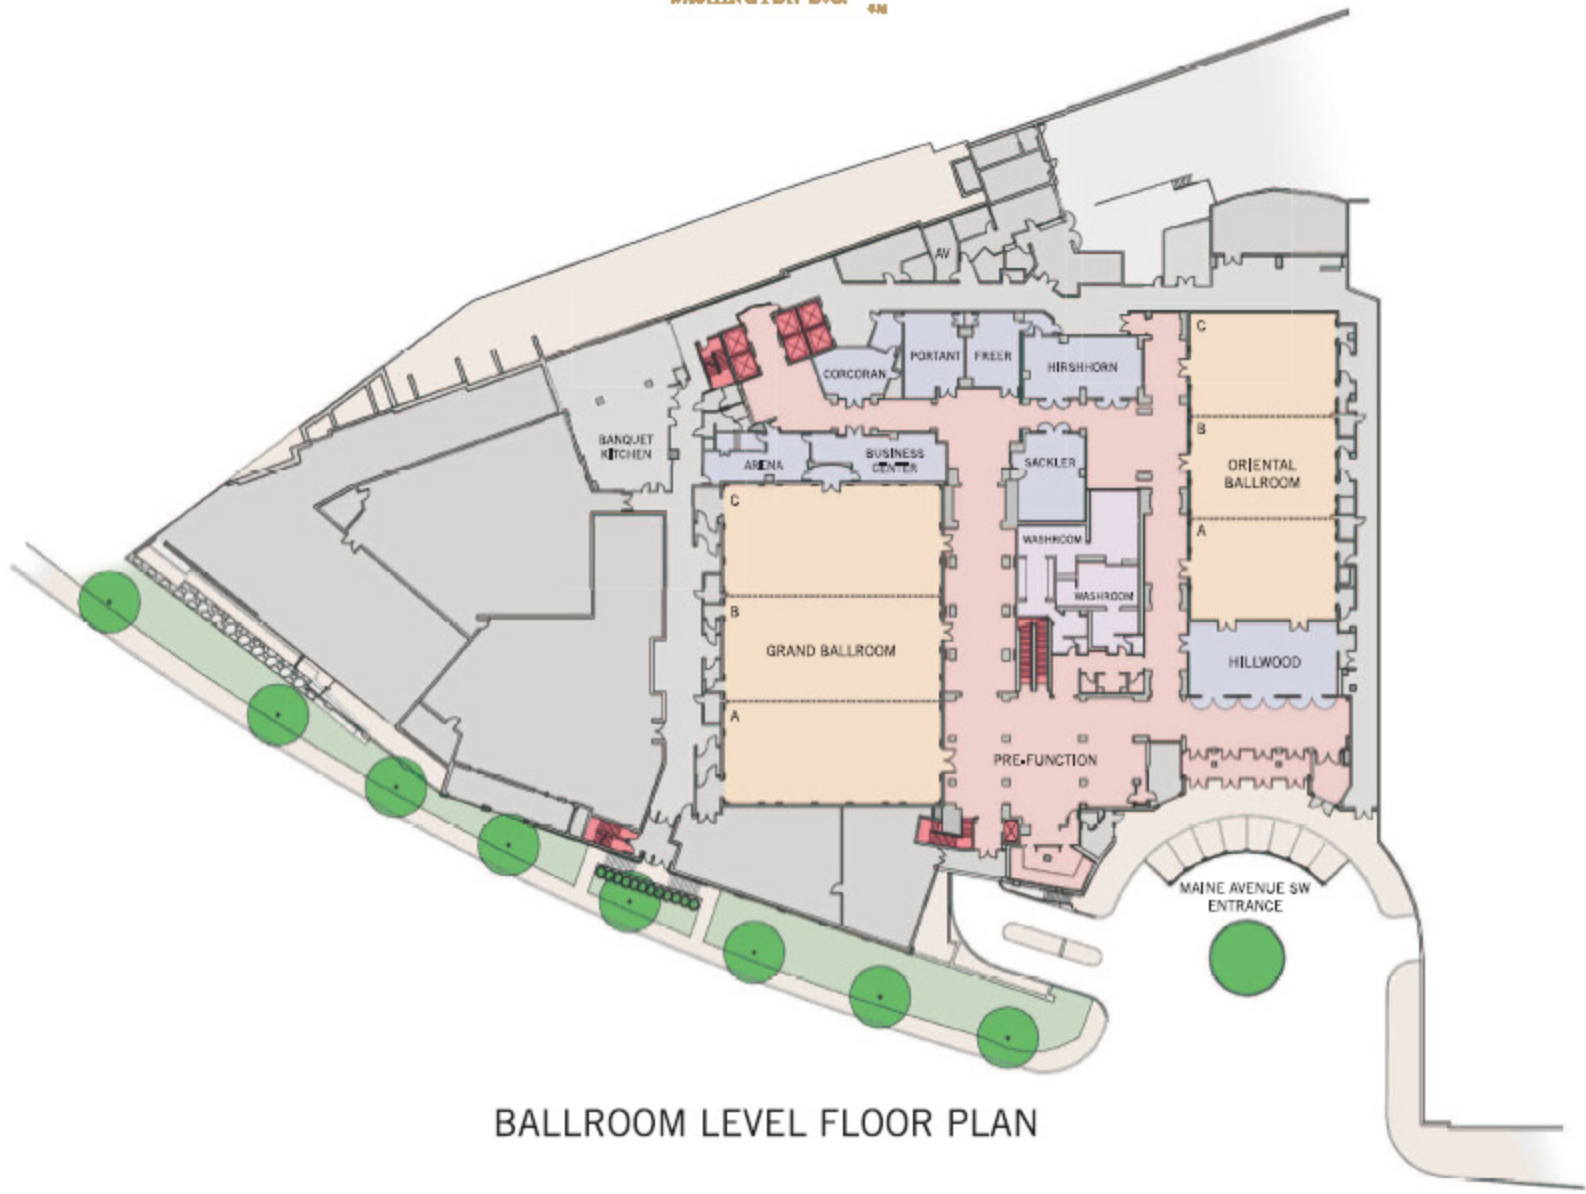 WASHINGTON D.C.
AV
C
PORTANT
FREER
HIRSHHORN
CORCORAN
B
BANQUET
KITCHEN
ARENA
BUSINESS
CENTER
SACKLER
ORIENTAL
BALLROOM
C
A
WASHROOM
WASHROOM
B
GRAND BALLROOM
HILLWOOD
A
PRE-FUNCTION
MAINE AVENUE SW
ENTRANCE
BALLROOM LEVEL FLOOR PLAN